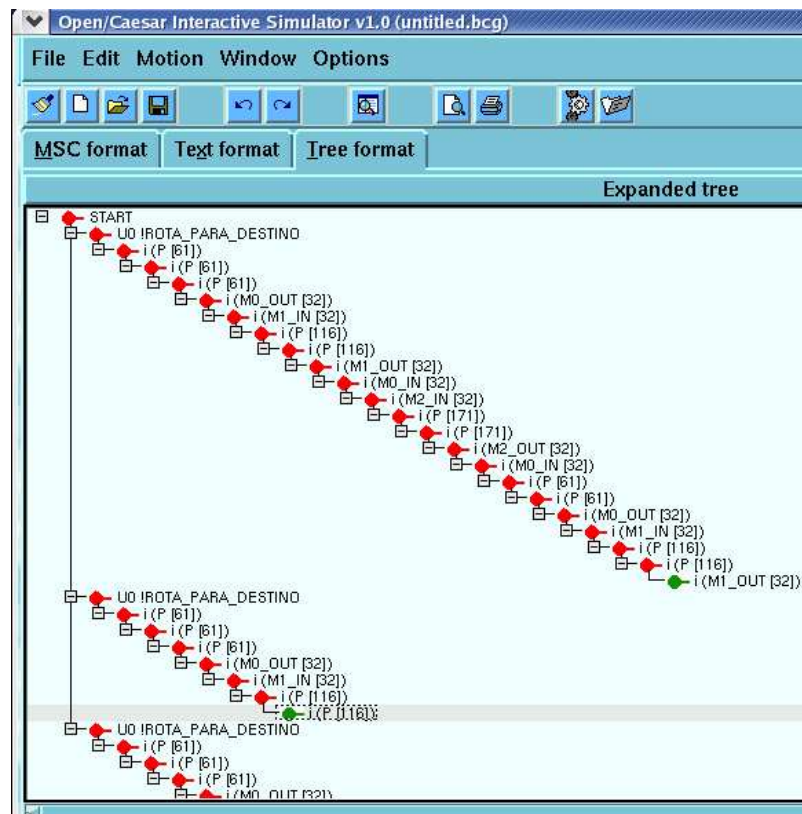 Open/Caesar Interactive Simulator v1.0 (untitled.bcg)
File Edit Motion Window Options
MSC format Text format Tree format
Expanded tree
START
U0 !ROTA_PARA_DESTINO
i (P [61])
i (P [61])
i (P [61])
i (M0_OUT [32])
i (M1_IN [32])
i (P [116])
i (P [116])
i (M1_OUT [32])
i (M0_IN [32])
i (M2_IN [32])
i (P [171])
i (P [171])
i (M2_OUT [32])
i (M0_IN [32])
i (P [61])
i (P [61])
i (M0_OUT [32])
i (M1_IN [32])
i (P [116])
i (P [116])
i (M1_OUT [32])
U0 !ROTA_PARA_DESTINO
i (P [61])
i (P [61])
i (P [61])
i (M0_OUT [32])
i (M1_IN [32])
i (P [116])
i (P [116])
U0 !ROTA_PARA_DESTINO
i (P [61])
i (P [61])
i (P [61])
i (M0_OUT [32])